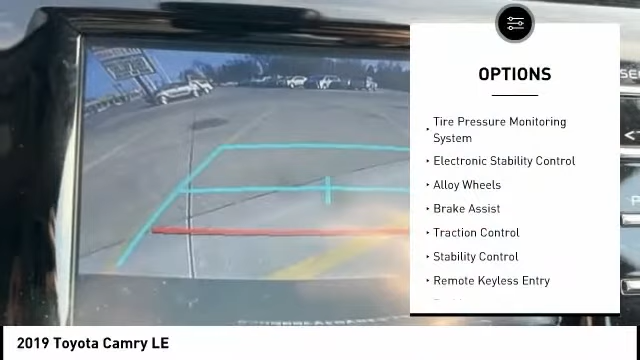 OPTIONS
Tire Pressure Monitoring
System
Electronic Stability Control
Alloy Wheels
Brake Assist
Traction Control
Stability Control
Remote Keyless Entry
2019 Toyota Camry LE